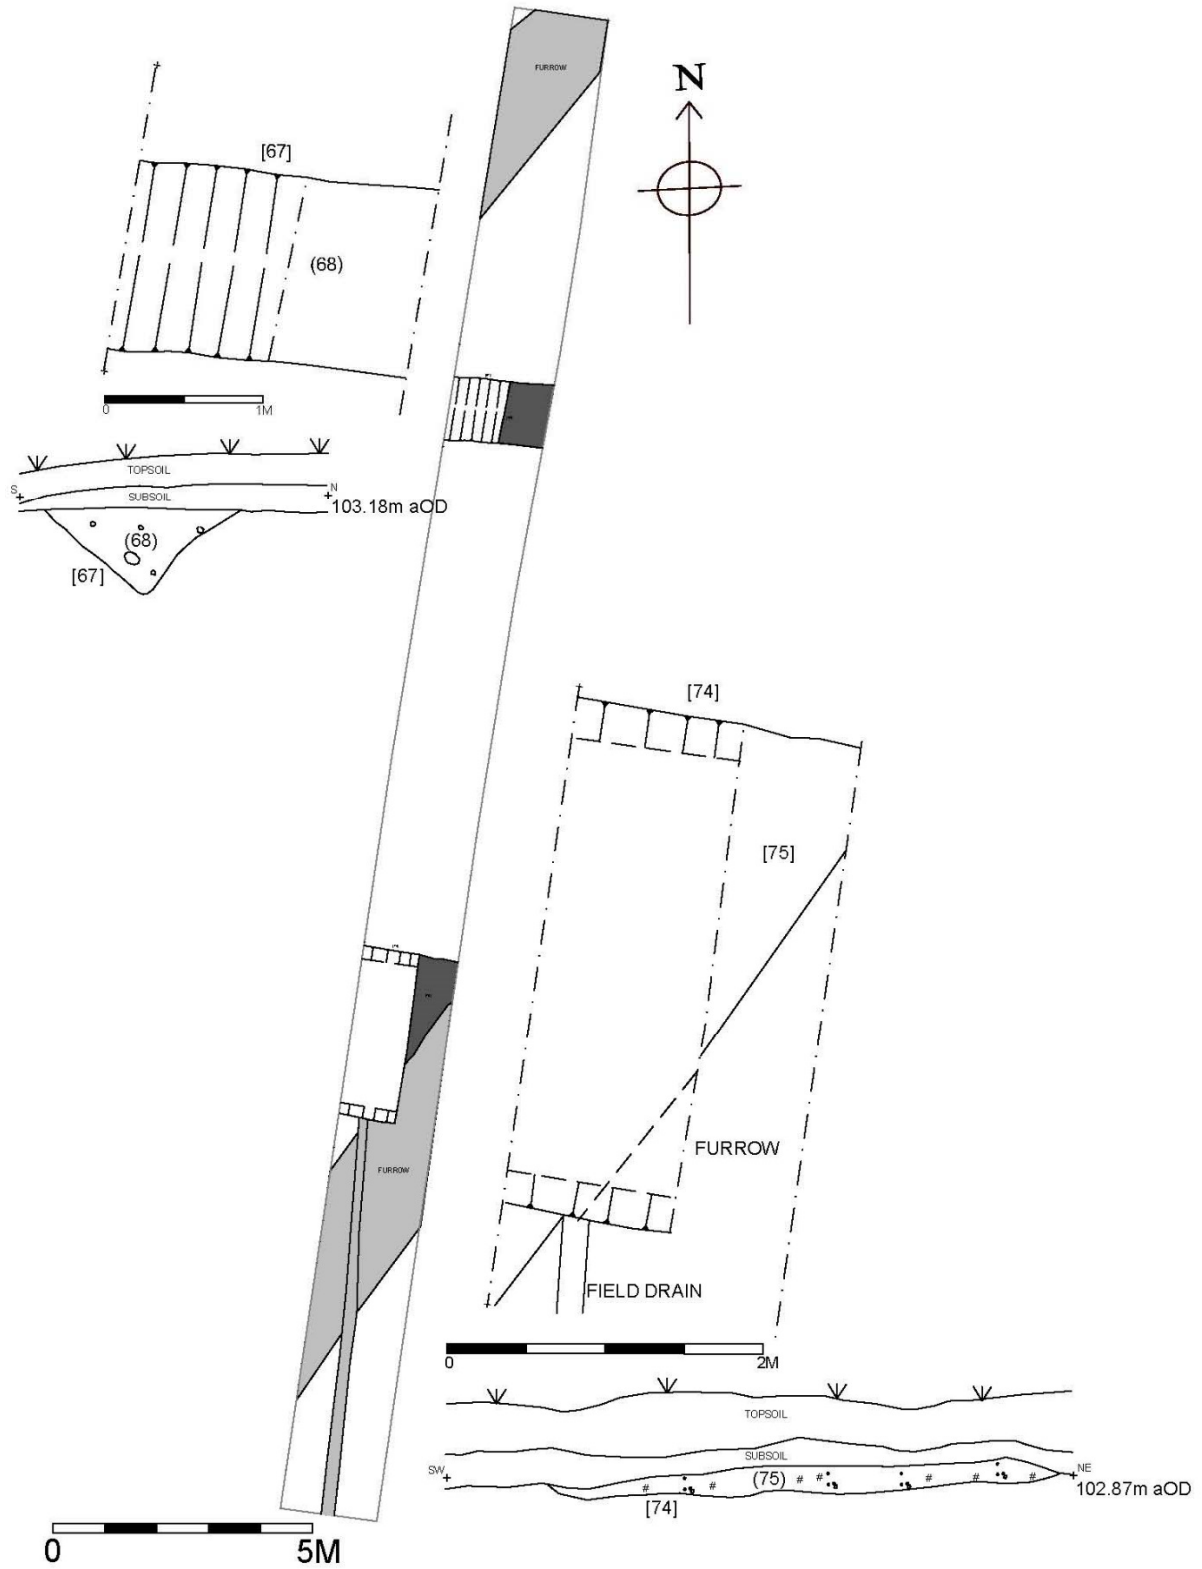 FURROW
N
[67]
(68)
0 1M
TOPSOIL
S N
SUBSOIL
103.18m aOD
(68)
[67]
[74]
[75]
FURROW
FURROW
FIELD DRAIN
0 2M
TOPSOIL
SUBSOIL
SW NE
(75)
102.87m aOD
[74]
0 5M